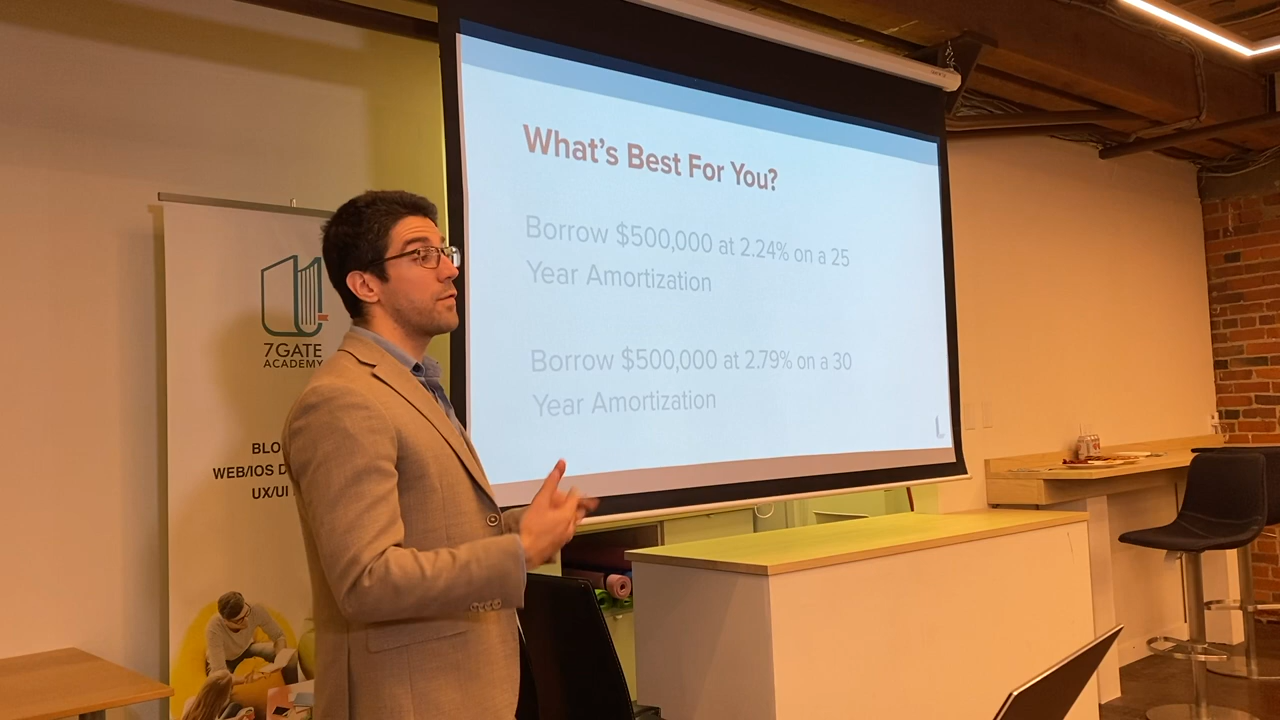 What's Best For You?
Borrow $500,000 at 2.24% on a 25
Year Amortization
Borrow $500,000 at 2.79% on a 30
Year Amortization
7GATE
ACADEMY
WEB/IOS
UX/UI